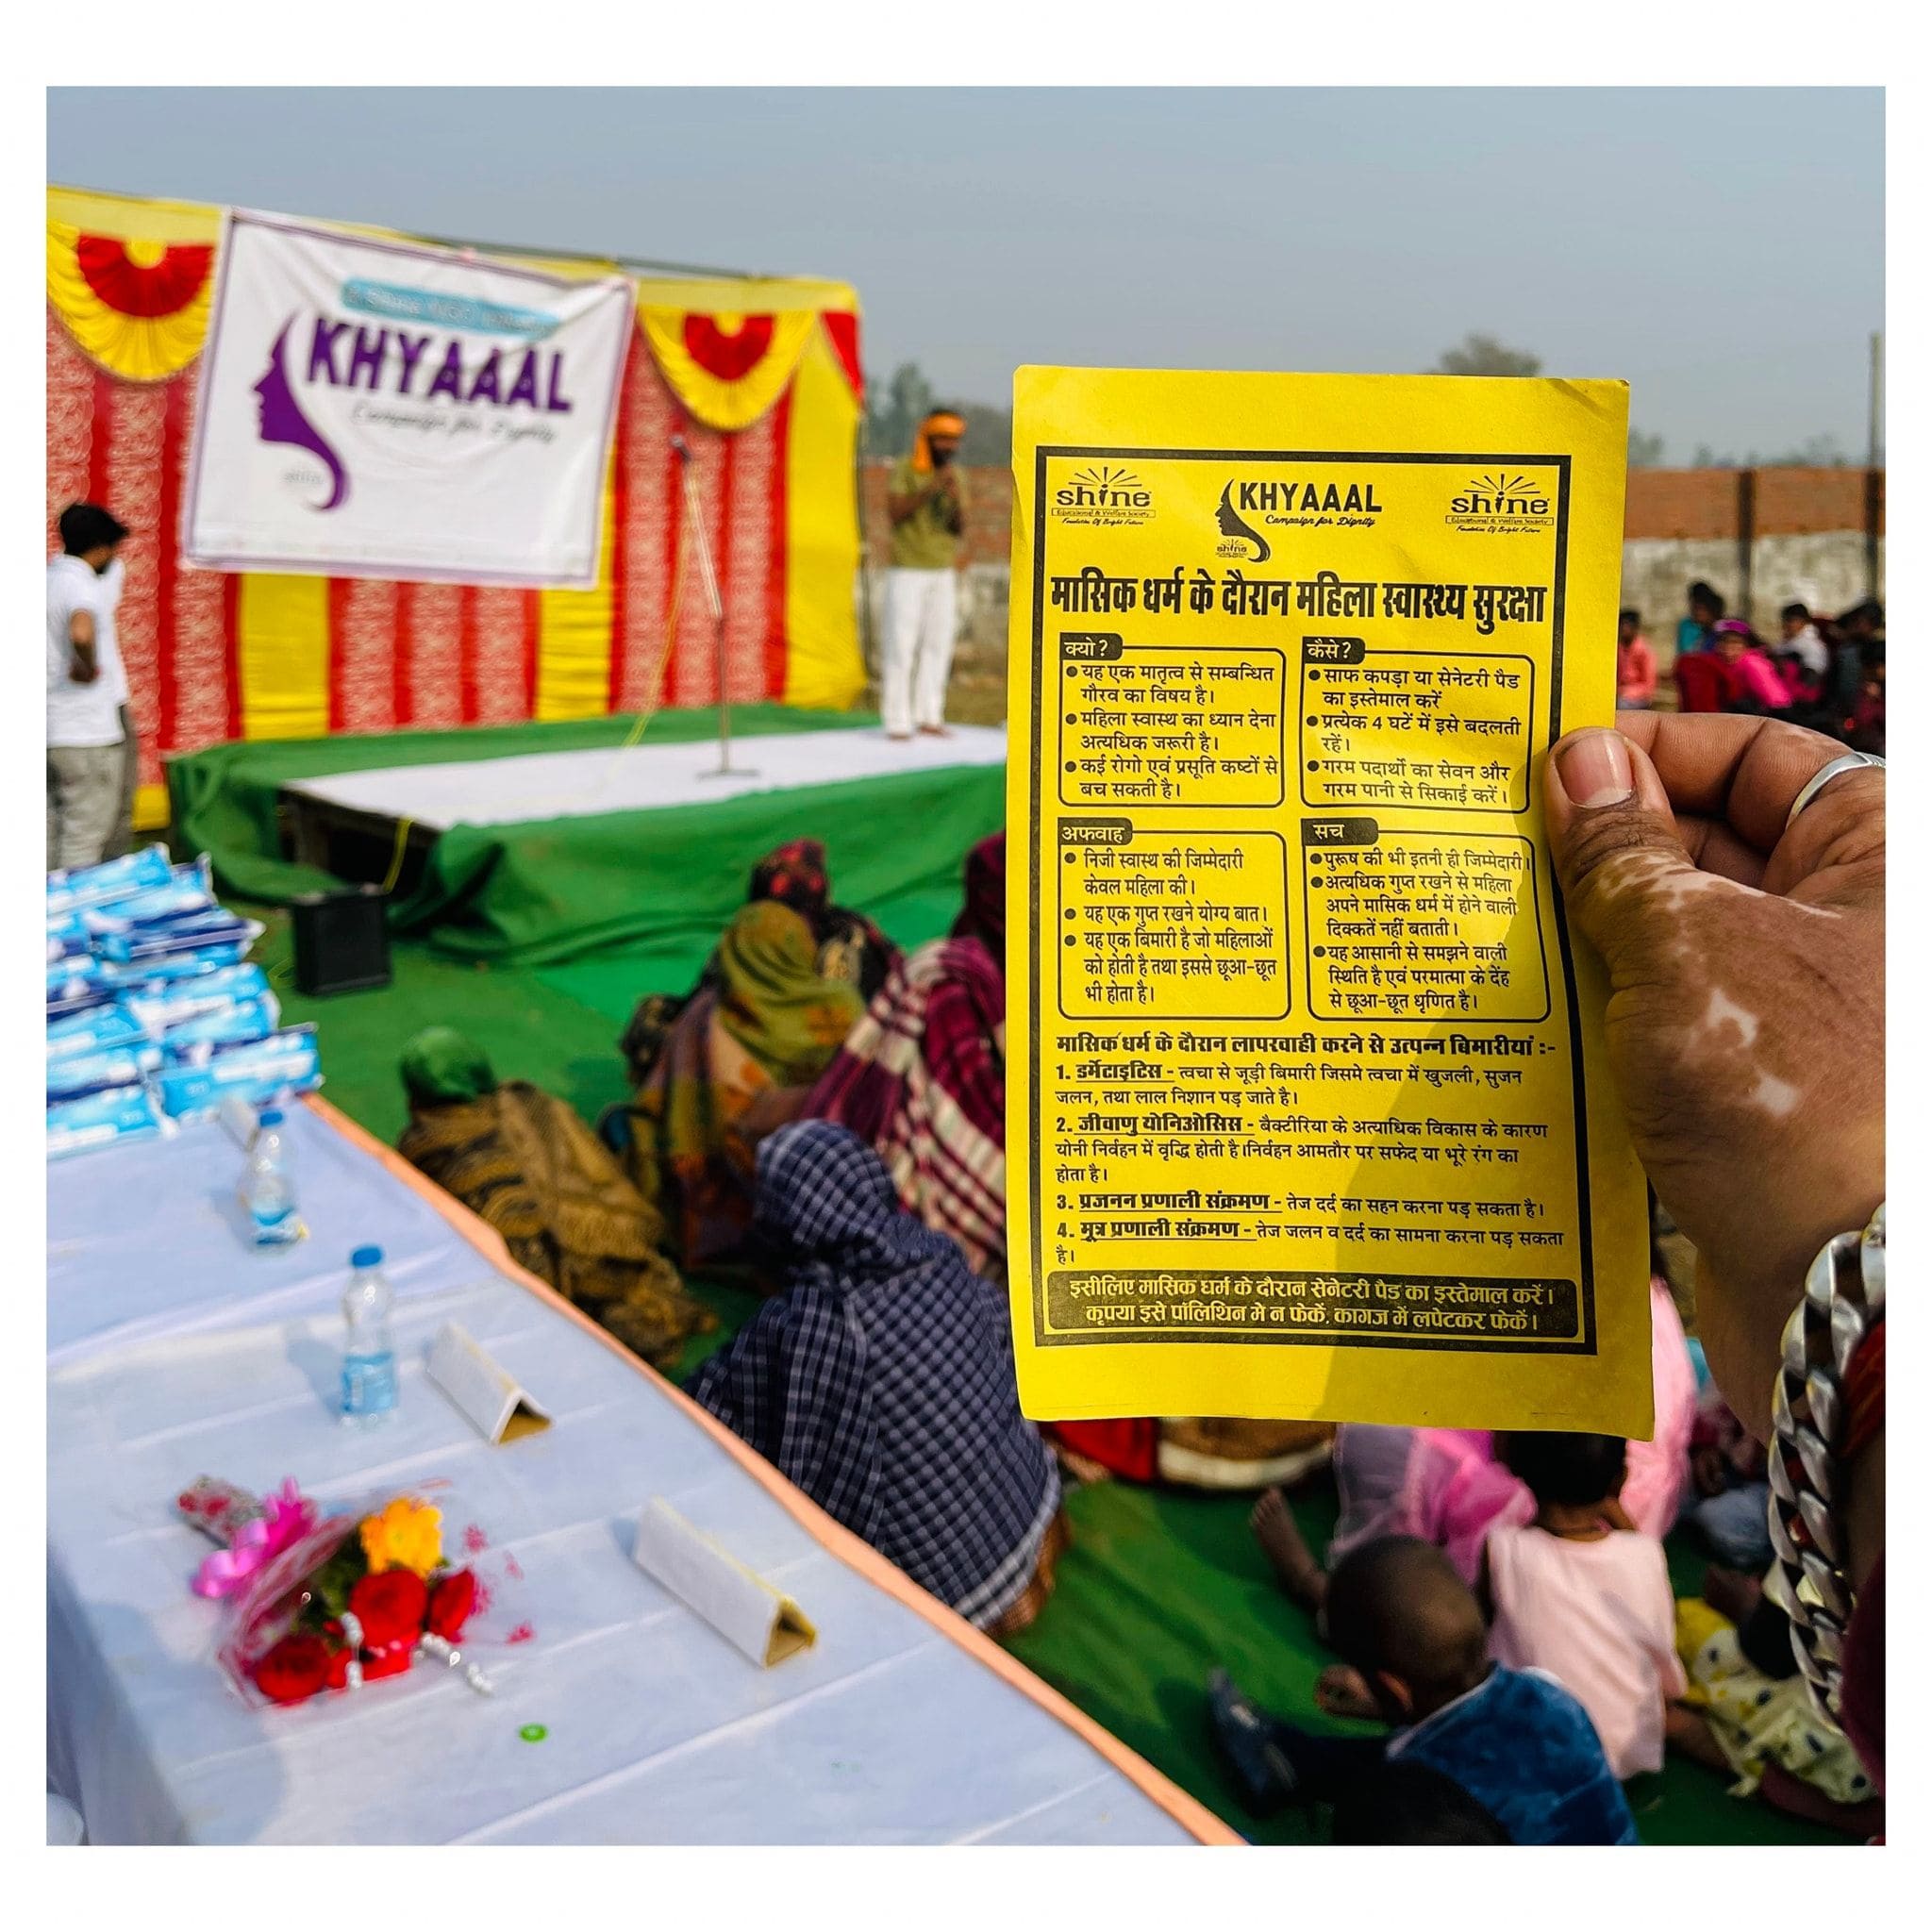 KHYAAAL
Campaign for Dignity
shine
Educational & Welfare Society
Foundation Of Bright Future
KHYAAAL
Campaign for Dignity
shine
shine
Educational & Welfare Society
Foundation Of Bright Future
मासिक धर्म के दौरान महिला स्वास्थ्य सुरक्षा
क्यो ?
● यह एक मातृत्व से सम्बन्धित
गौरव का विषय है।
● महिला स्वास्थ का ध्यान देना
अत्यधिक जरूरी है।
● कई रोगो एवं प्रसूति कष्टों से
बच सकती है।
कैसे ?
● साफ कपड़ा या सेनेटरी पैड
का इस्तेमाल करें
● प्रत्येक 4 घटें में इसे बदलती
रहें।
● गरम पदार्थों का सेवन और
गरम पानी से सिकाई करें।
अफवाह
● निजी स्वास्थ की जिम्मेदारी
केवल महिला की।
● यह एक गुप्त रखने योग्य बात।
● यह एक बिमारी है जो महिलाओं
को होती है तथा इससे छूआ-छूत
भी होता है।
सच
● पुरूष की भी इतनी ही जिम्मेदारी।
● अत्यधिक गुप्त रखने से महिला
अपने मासिक धर्म में होने वाली
दिक्कतें नहीं बताती।
● यह आसानी से समझने वाली
स्थिति है एवं परमात्मा के देंह
से छूआ-छूत धृणित है।
मासिक धर्म के दौरान लापरवाही करने से उत्पन्न बिमारीयां :-
1. डर्मेटाइटिस - त्वचा से जूड़ी बिमारी जिसमे त्वचा में खुजली, सुजन
जलन, तथा लाल निशान पड़ जाते है।
2. जीवाणु योनिओसिस - बैक्टीरिया के अत्याधिक विकास के कारण
योनी निर्वहन में वृद्धि होती है।निर्वहन आमतौर पर सफेद या भूरे रंग का
होता है।
3. प्रजनन प्रणाली संक्रमण - तेज दर्द का सहन करना पड़ सकता है।
4. मूत्र प्रणाली संक्रमण - तेज जलन व दर्द का सामना करना पड़ सकता
है।
इसीलिए मासिक धर्म के दौरान सेनेटरी पैड का इस्तेमाल करें।
कृपया इसे पॉलिथिन मे न फेकें, कागज में लपेटकर फेकें।